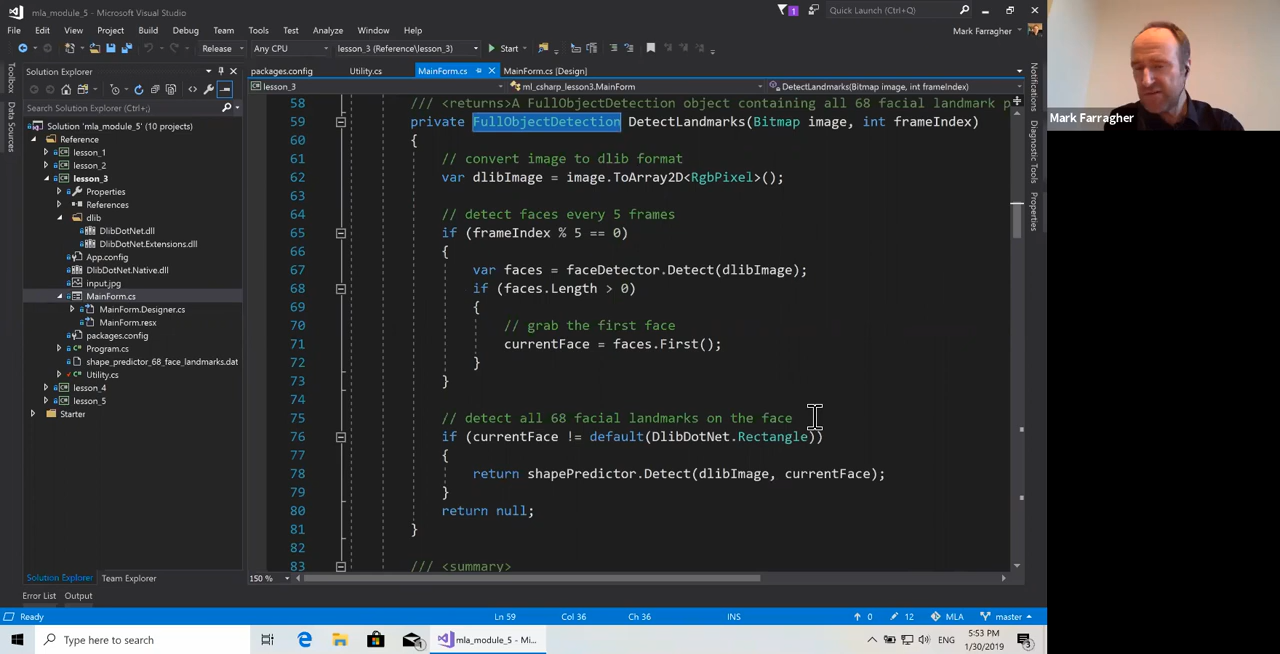 mla_module_5 - Microsoft Visual Studio
1
Quick Launch (Ctrl+Q)
File Edit View Project Build Debug Team Tools Test Analyze Window Help
Mark Farragher
Release Any CPU lesson_3 (Reference\lesson_3) Start
Toolbox
Data Sources
Solution Explorer
Search Solution Explorer (Ctrl+;)
Solution 'mla_module_5' (10 projects)
Reference
lesson_1
lesson_2
lesson_3
Properties
References
dlib
DlibDotNet.dll
DlibDotNet.Extensions.dll
App.config
DlibDotNet.Native.dll
input.jpg
MainForm.cs
MainForm.Designer.cs
MainForm.resx
packages.config
Program.cs
shape_predictor_68_face_landmarks.dat
Utility.cs
lesson_4
lesson_5
Starter
Solution Explorer Team Explorer
packages.config Utility.cs MainForm.cs MainForm.cs [Design]
lesson_3 ml_csharp_lesson3.MainForm DetectLandmarks(Bitmap image, int frameIndex)
58 /// <returns>A FullObjectDetection object containing all 68 facial landmark p
59 private FullObjectDetection DetectLandmarks(Bitmap image, int frameIndex)
60 {
61 // convert image to dlib format
62 var dlibImage = image.ToArray2D<RgbPixel>();
63
64 // detect faces every 5 frames
65 if (frameIndex % 5 == 0)
66 {
67 var faces = faceDetector.Detect(dlibImage);
68 if (faces.Length > 0)
69 {
70 // grab the first face
71 currentFace = faces.First();
72 }
73 }
74
75 // detect all 68 facial landmarks on the face
76 if (currentFace != default(DlibDotNet.Rectangle))
77 {
78 return shapePredictor.Detect(dlibImage, currentFace);
79 }
80 return null;
81 }
82
83 /// <summary>
150 %
Notifications
Diagnostic Tools
Properties
Mark Farragher
Error List Output
Ready Ln 59 Col 36 Ch 36 INS 0 12 MLA master
Type here to search
1
mla_module_5 - Mi...
ENG
5:53 PM
1/30/2019
3